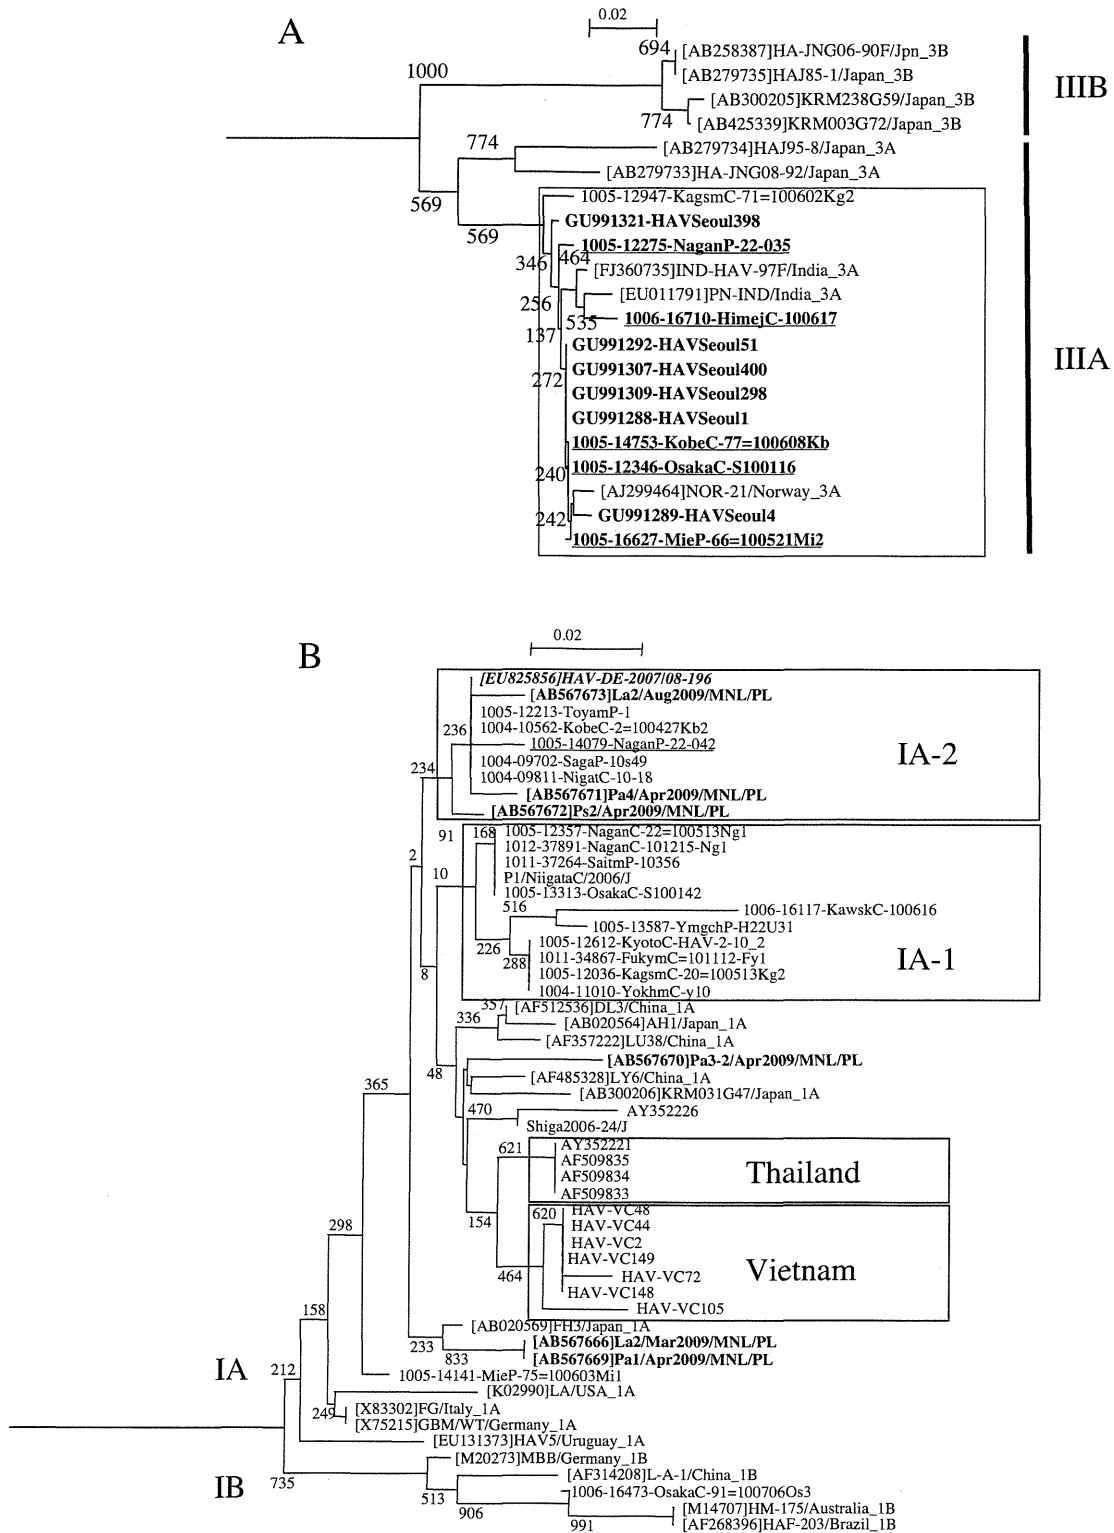 A
0.02
694
[AB258387]HA-JNG06-90F/Jpn_3B
1000
[AB279735]HAJ85-1/Japan_3B
IIIB
[AB300205]KRM238G59/Japan_3B
774
[AB425339]KRM003G72/Japan_3B
774
[AB279734]HAJ95-8/Japan_3A
[AB279733]HA-JNG08-92/Japan_3A
569
1005-12947-KagsmC-71=100602Kg2
GU991321-HAVSeoul398
569
1005-12275-NaganP-22-035
346
464
[FJ360735]IND-HAV-97F/India_3A
[EU011791]PN-IND/India_3A
256
1006-16710-HimejC-100617
535
137
GU991292-HAVSeoul51
IIIA
GU991307-HAVSeoul400
272
GU991309-HAVSeoul298
GU991288-HAVSeoul1
1005-14753-KobeC-77=100608Kb
1005-12346-OsakaC-S100116
240
[AJ299464]NOR-21/Norway_3A
GU991289-HAVSeoul4
242
1005-16627-MieP-66=100521Mi2
B
0.02
[EU825856]HAV-DE-2007/08-196
[AB567673]La2/Aug2009/MNL/PL
1005-12213-ToyamP-1
236
1004-10562-KobeC-2=100427Kb2
1005-14079-NaganP-22-042
IA-2
1004-09702-SagaP-10s49
234
1004-09811-NigatC-10-18
[AB567671]Pa4/Apr2009/MNL/PL
[AB567672]Ps2/Apr2009/MNL/PL
91
168
1005-12357-NaganC-22=100513Ng1
1012-37891-NaganC-101215-Ng1
2
1011-37264-SaitmP-10356
10
P1/NiigataC/2006/J
1005-13313-OsakaC-S100142
516
1006-16117-KawskC-100616
1005-13587-YmgchP-H22U31
226
1005-12612-KyotoC-HAV-2-10_2
288
1011-34867-FukymC=101112-Fy1
IA-1
8
1005-12036-KagsmC-20=100513Kg2
1004-11010-YokhmC-y10
357
[AF512536]DL3/China_1A
336
[AB020564]AH1/Japan_1A
[AF357222]LU38/China_1A
[AB567670]Pa3-2/Apr2009/MNL/PL
48
[AF485328]LY6/China_1A
365
[AB300206]KRM031G47/Japan_1A
470
AY352226
Shiga2006-24/J
621
AY352221
AF509835
Thailand
AF509834
AF509833
154
620
HAV-VC48
298
HAV-VC44
HAV-VC2
HAV-VC149
Vietnam
464
HAV-VC72
HAV-VC148
158
HAV-VC105
[AB020569]FH3/Japan_1A
233
[AB567666]La2/Mar2009/MNL/PL
833
[AB567669]Pa1/Apr2009/MNL/PL
IA
212
1005-14141-MieP-75=100603Mi1
[K02990]LA/USA_1A
249
[X83302]FG/Italy_1A
[X75215]GBM/WT/Germany_1A
[EU131373]HAV5/Uruguay_1A
IB
735
[M20273]MBB/Germany_1B
[AF314208]L-A-1/China_1B
513
1006-16473-OsakaC-91=100706Os3
906
[M14707]HM-175/Australia_1B
991
[AF268396]HAF-203/Brazil_1B